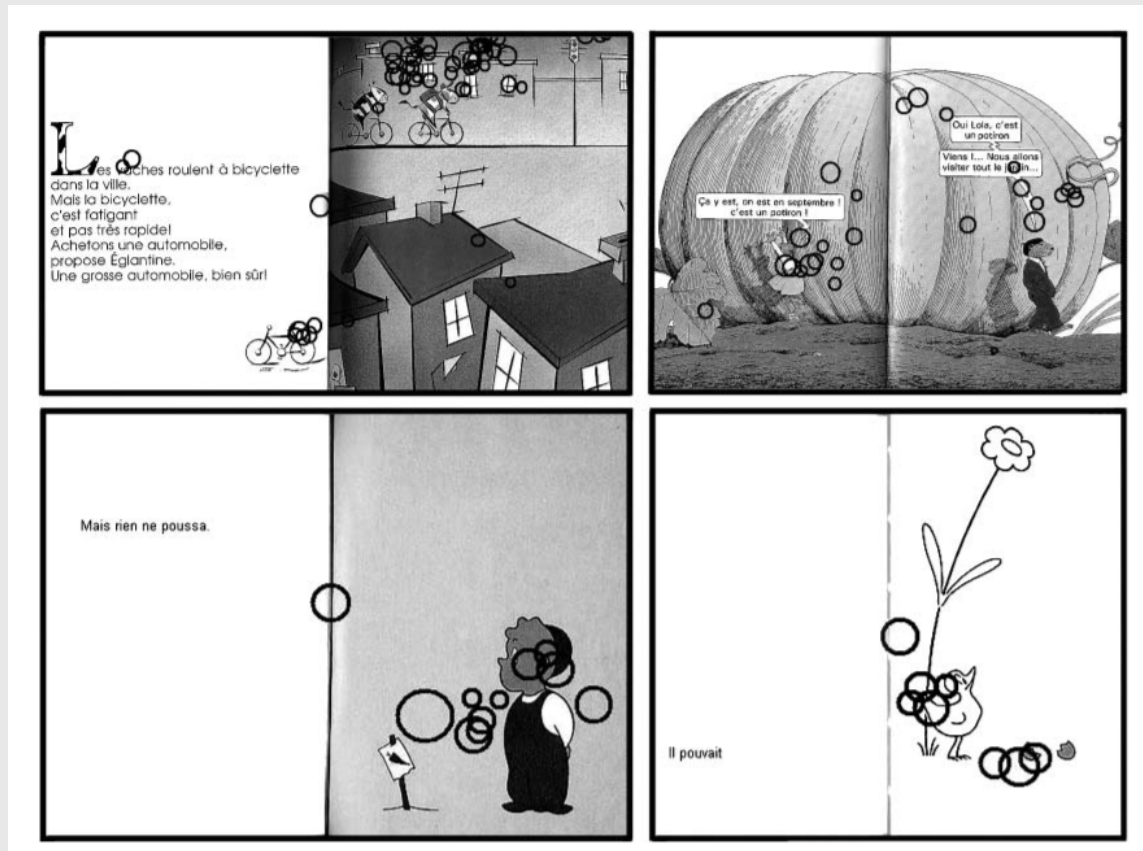 Les vaches roulent à bicyclette
dans la ville.
Mais la bicyclette,
c'est fatigant
et pas très rapide!
Achetons une automobile,
propose Églantine.
Une grosse automobile, bien sûr!
Oui Lola, c'est
un potiron
Viens !... Nous allons
visiter tout le jardin...
Ça y est, on est en septembre !
c'est un potiron !
Mais rien ne poussa.
Il pouvait